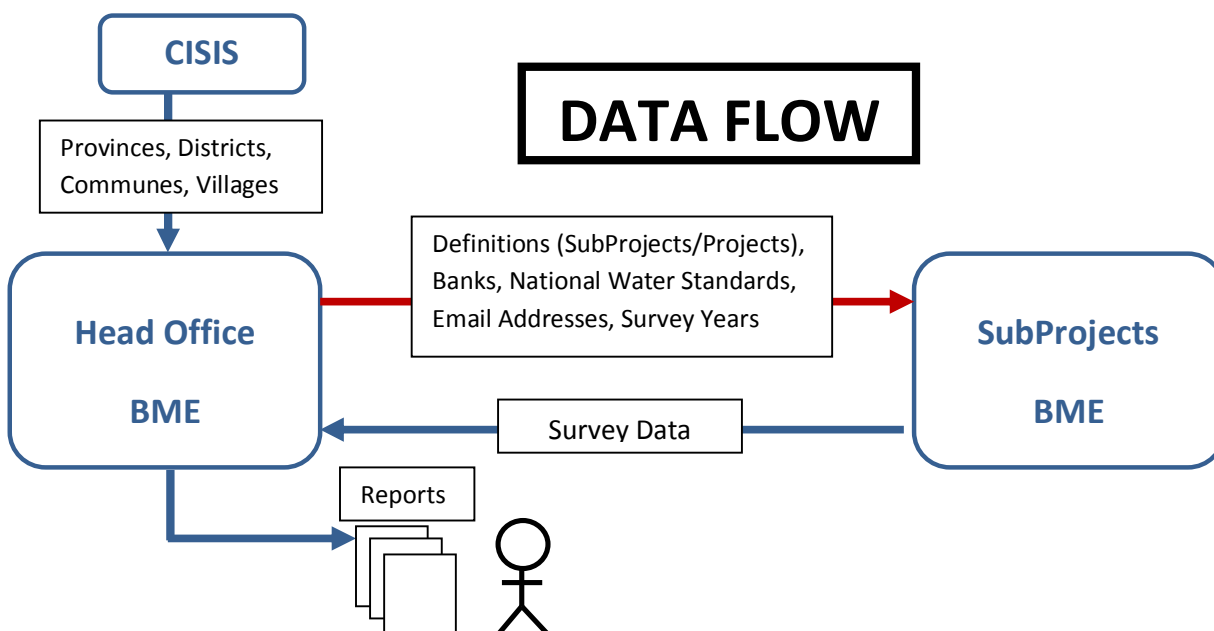 CISIS
DATA FLOW
Provinces, Districts,
Communes, Villages
Definitions (SubProjects/Projects),
Banks, National Water Standards,
Email Addresses, Survey Years
Head Office
BME
SubProjects
BME
Survey Data
Reports